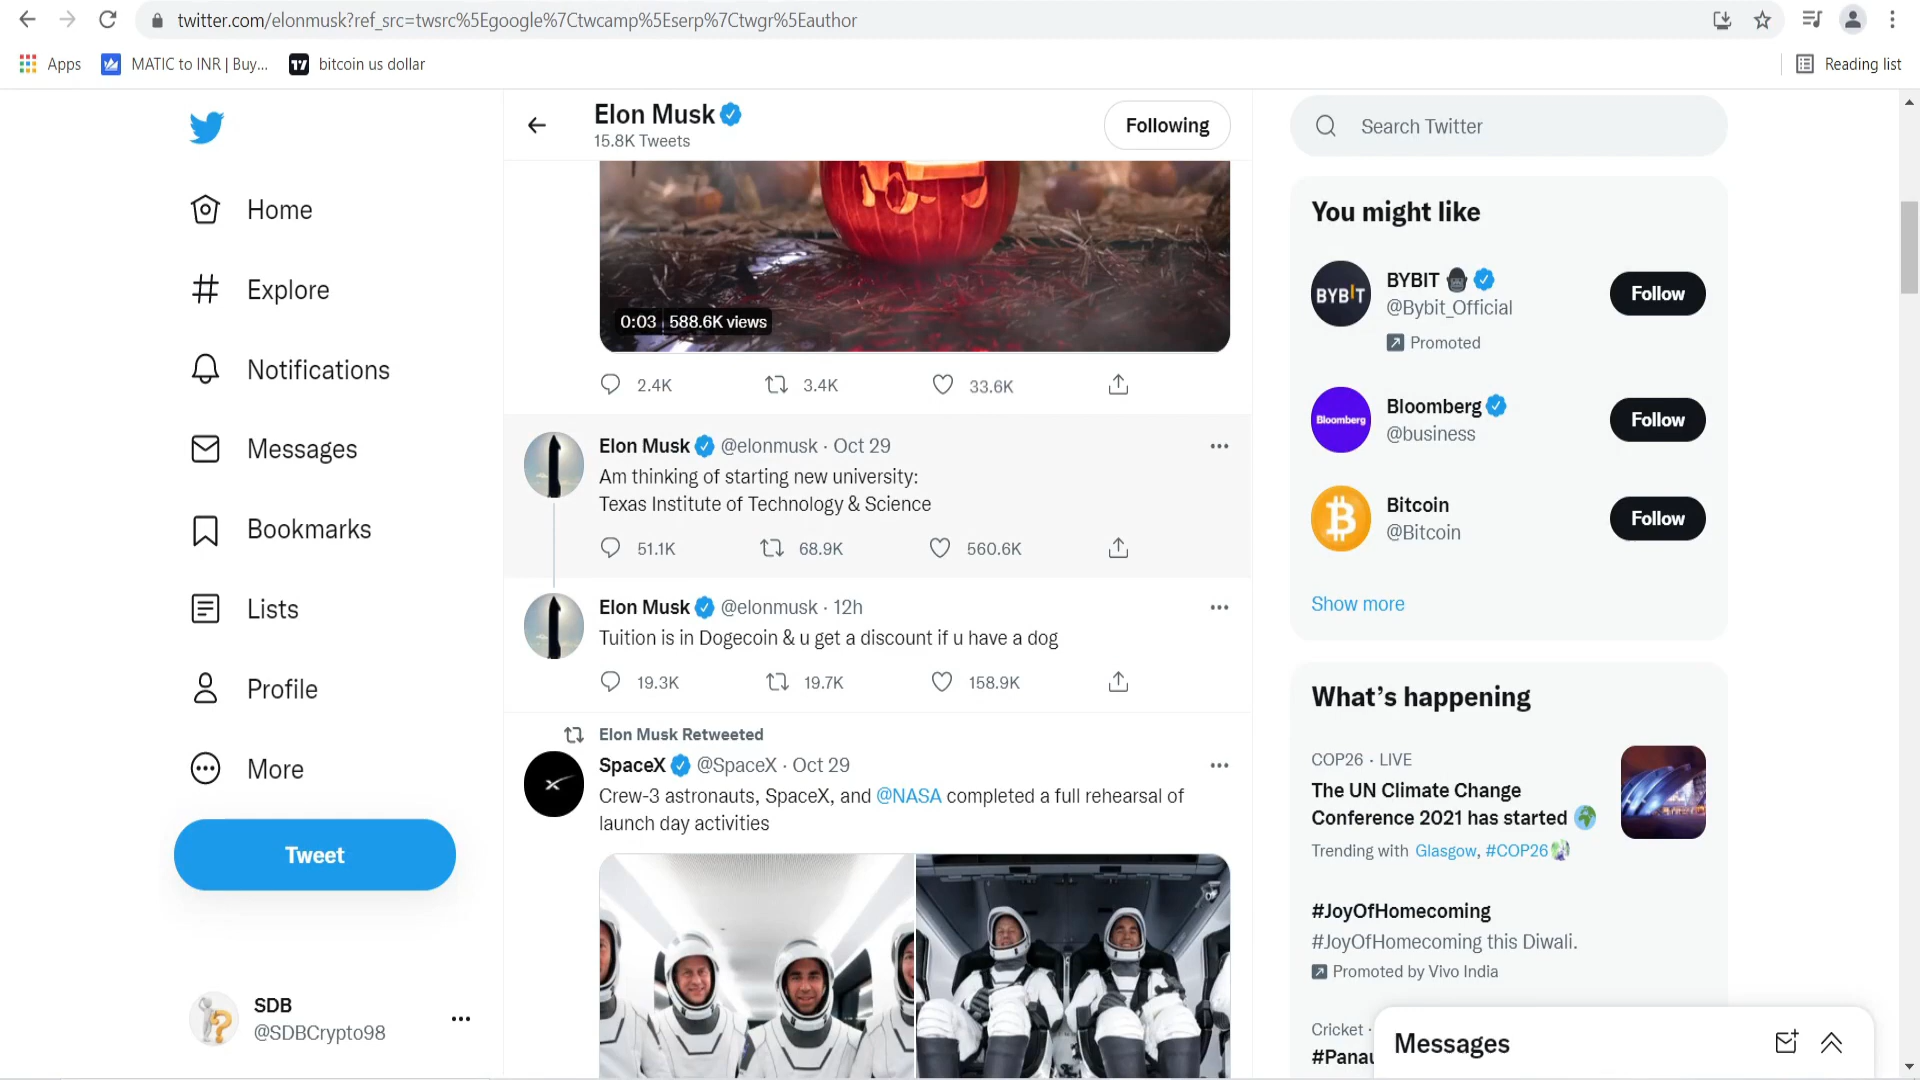 twitter.com/elonmusk?ref_src=twsrc%5Egoogle%7Ctwcamp%5Eserp%7Ctwgr%5Eauthor
Apps
MATIC to INR | Buy...
bitcoin us dollar
Reading list
Home
Explore
Notifications
Messages
Bookmarks
Lists
Profile
More
Tweet
SDB
@SDBCrypto98
Elon Musk
15.8K Tweets
Following
0:03 588.6K views
2.4K 3.4K 33.6K
Elon Musk @elonmusk · Oct 29
Am thinking of starting new university:
Texas Institute of Technology & Science
51.1K 68.9K 560.6K
Elon Musk @elonmusk · 12h
Tuition is in Dogecoin & u get a discount if u have a dog
19.3K 19.7K 158.9K
Elon Musk Retweeted
SpaceX @SpaceX · Oct 29
Crew-3 astronauts, SpaceX, and @NASA completed a full rehearsal of
launch day activities
Search Twitter
You might like
BYBIT
BYBIT
@Bybit_Official
Promoted
Follow
Bloomberg
Bloomberg
@business
Follow
Bitcoin
@Bitcoin
Follow
Show more
What's happening
COP26 · LIVE
The UN Climate Change
Conference 2021 has started
Trending with Glasgow, #COP26
#JoyOfHomecoming
#JoyOfHomecoming this Diwali.
Promoted by Vivo India
Cricket ·
#Panau
Messages